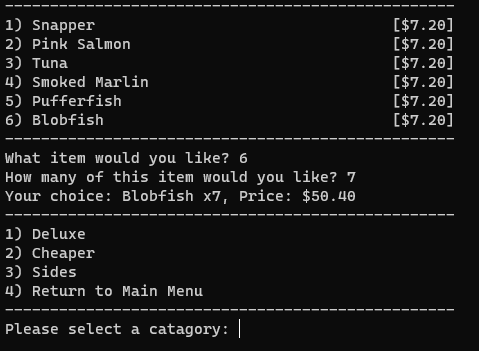 --------------------------------------------------
1) Snapper [$7.20]
2) Pink Salmon [$7.20]
3) Tuna [$7.20]
4) Smoked Marlin [$7.20]
5) Pufferfish [$7.20]
6) Blobfish [$7.20]
--------------------------------------------------
What item would you like? 6
How many of this item would you like? 7
Your choice: Blobfish x7, Price: $50.40
--------------------------------------------------
1) Deluxe
2) Cheaper
3) Sides
4) Return to Main Menu
--------------------------------------------------
Please select a catagory: